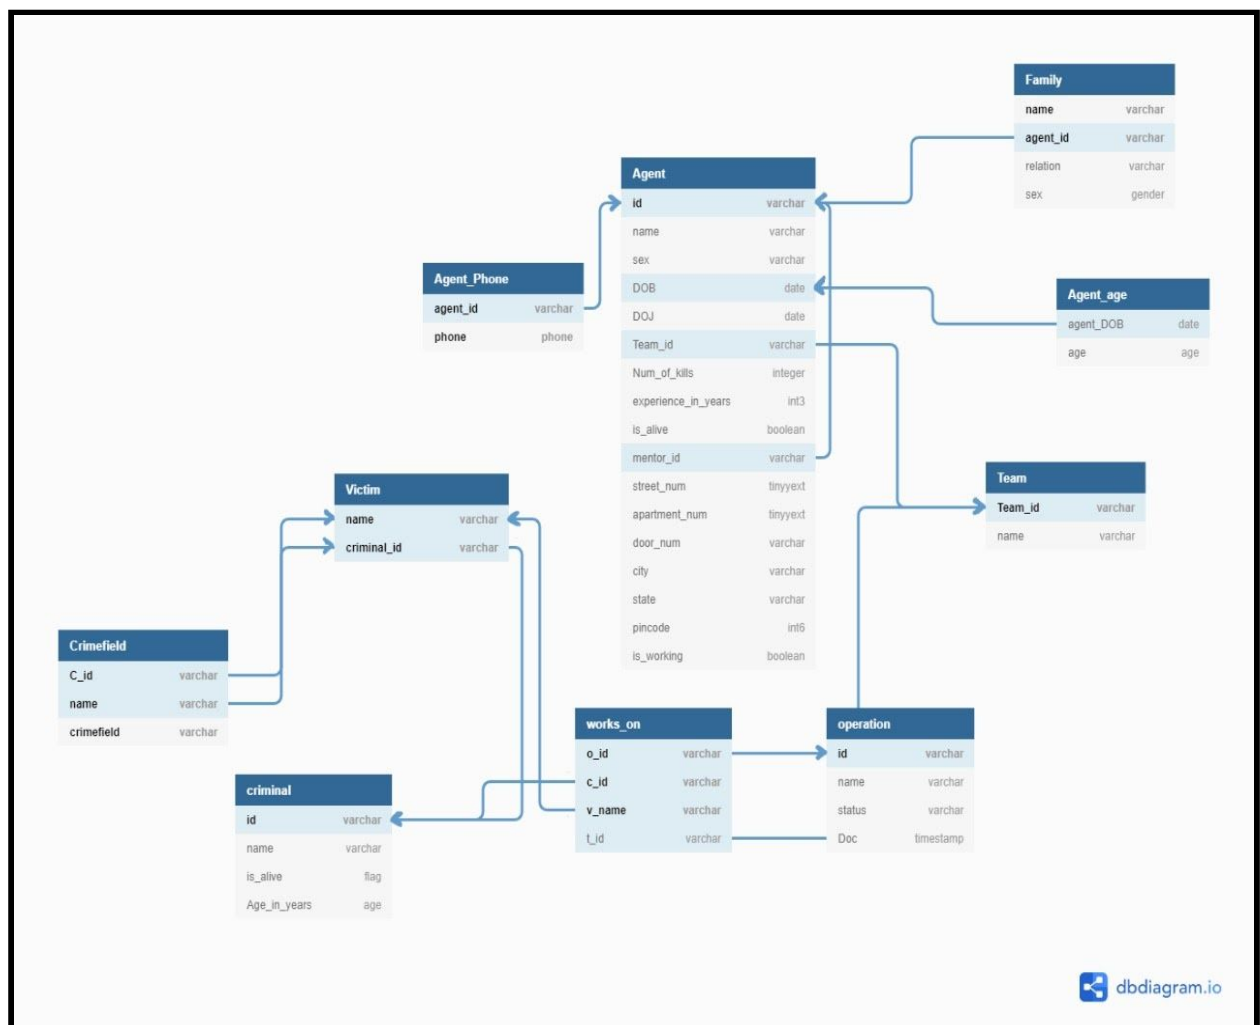 Family
name varchar
agent_id varchar
relation varchar
sex gender
Agent
id varchar
name varchar
sex varchar
DOB date
DOJ date
Team_id varchar
Num_of_kills integer
experience_in_years int3
is_alive boolean
mentor_id varchar
street_num tinyyext
apartment_num tinyyext
door_num varchar
city varchar
state varchar
pincode int6
is_working boolean
Agent_Phone
agent_id varchar
phone phone
Agent_age
agent_DOB date
age age
Team
Team_id varchar
name varchar
Victim
name varchar
criminal_id varchar
Crimefield
C_id varchar
name varchar
crimefield varchar
works_on
o_id varchar
c_id varchar
v_name varchar
t_id varchar
operation
id varchar
name varchar
status varchar
Doc timestamp
criminal
id varchar
name varchar
is_alive flag
Age_in_years age
dbdiagram.io